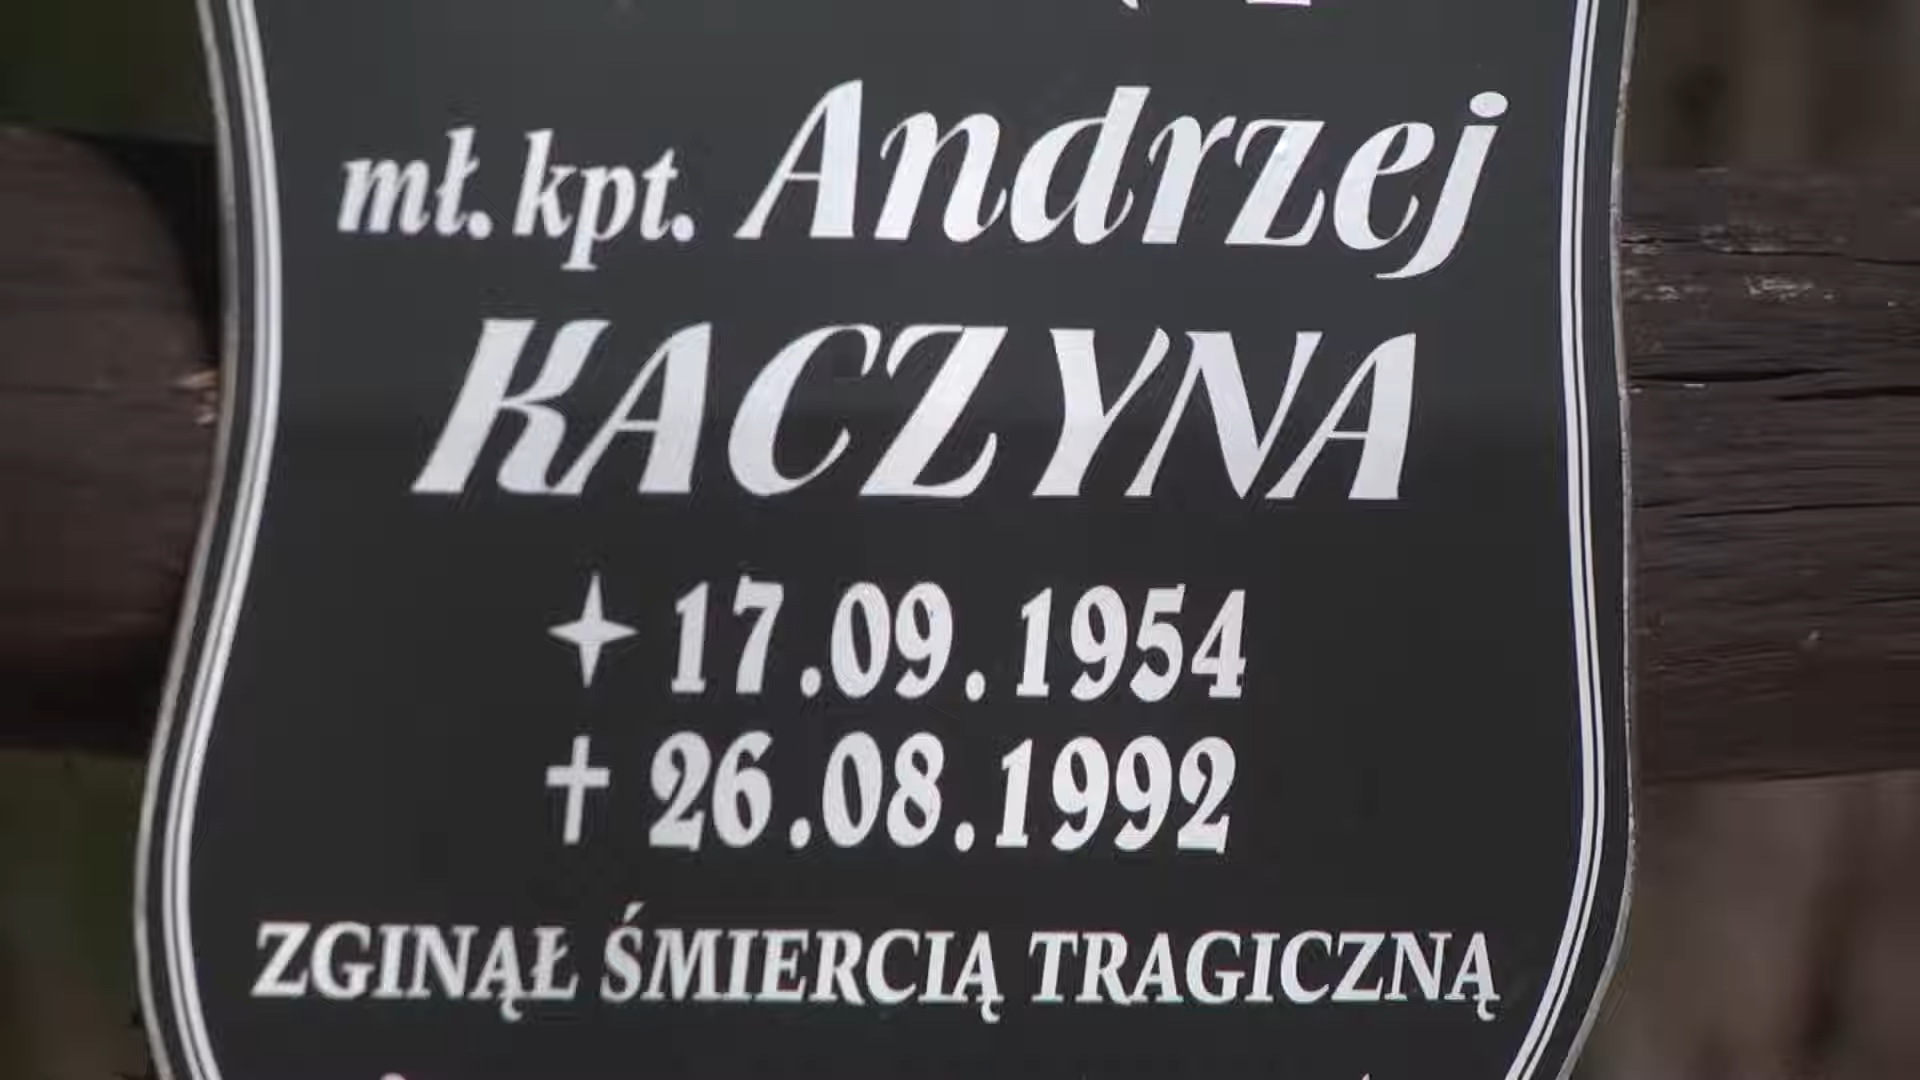 mł. kpt. Andrzej
KACZYNA
17.09.1954
† 26.08.1992
ZGINĄŁ ŚMIERCIĄ TRAGICZNĄ